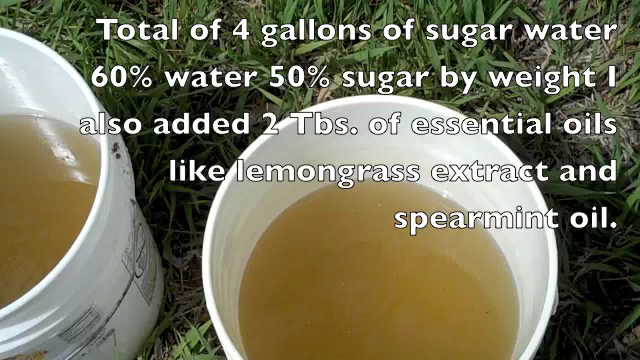 Total of 4 gallons of sugar water
60% water 50% sugar by weight I
also added 2 Tbs. of essential oils
like lemongrass extract and
spearmint oil.